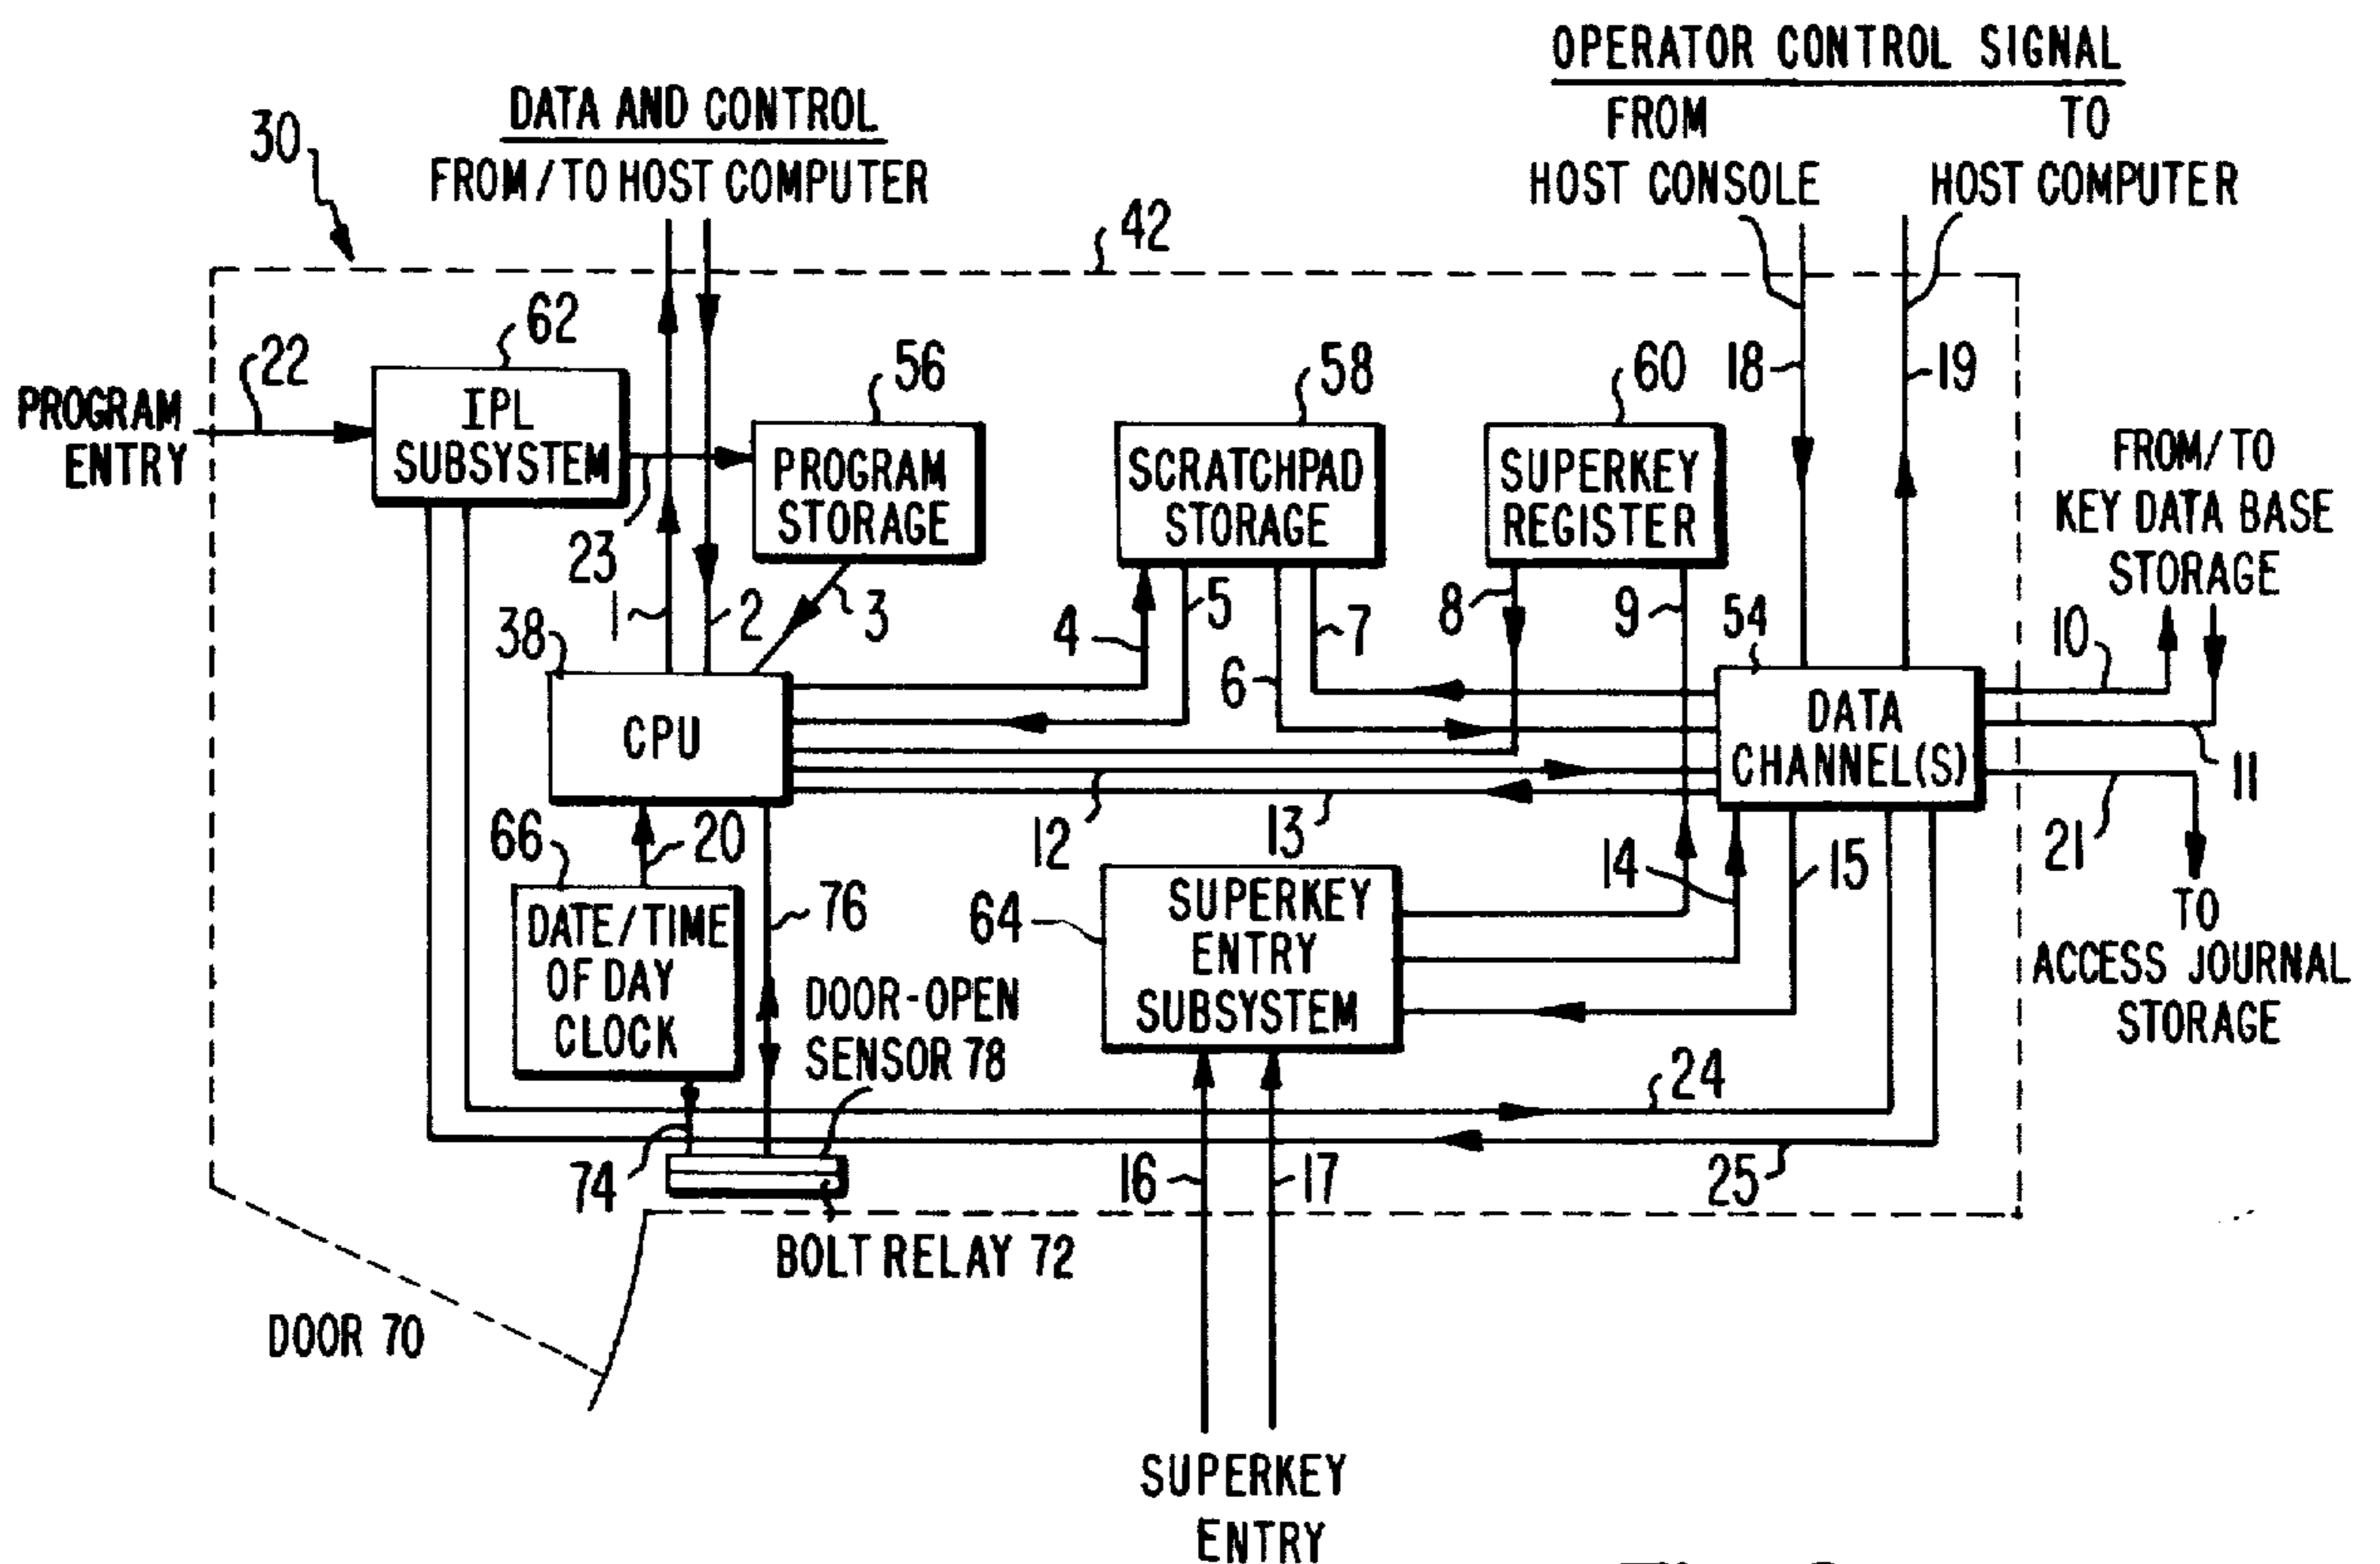 OPERATOR CONTROL SIGNAL
FROM
HOST CONSOLE
TO
HOST COMPUTER
DATA AND CONTROL
FROM/TO HOST COMPUTER
30
42
62
22
PROGRAM
ENTRY
IPL
SUBSYSTEM
56
PROGRAM
STORAGE
58
SCRATCHPAD
STORAGE
60
SUPERKEY
REGISTER
18
19
FROM/TO
KEY DATA BASE
STORAGE
23
1
2
3
4
5
6
7
8
9
54
10
38
CPU
DATA
CHANNEL(S)
11
12
13
14
15
21
TO
ACCESS JOURNAL
STORAGE
66
20
DATE/TIME
OF DAY
CLOCK
76
DOOR-OPEN
SENSOR 78
64
SUPERKEY
ENTRY
SUBSYSTEM
24
25
74
16
17
BOLT RELAY 72
DOOR 70
SUPERKEY
ENTRY